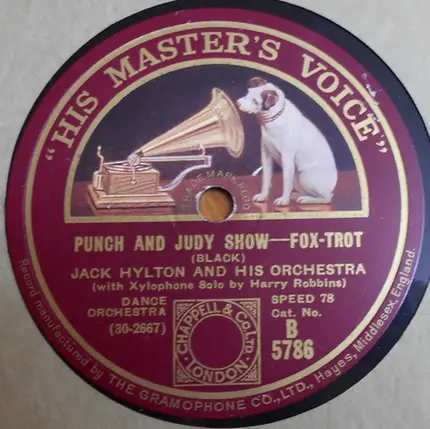 "HIS MASTER'S VOICE"
TRADE MARK
PUNCH AND JUDY SHOW—FOX-TROT
(BLACK)
JACK HYLTON AND HIS ORCHESTRA
(with Xylophone Solo by Harry Robbins)
DANCE
ORCHESTRA
(30-2667)
CHAPPELL & CO. LTD.
LONDON
SPEED 78
Cat. No.
B
5786
Record manufactured by THE GRAMOPHONE CO., LTD., Hayes, Middlesex, England.